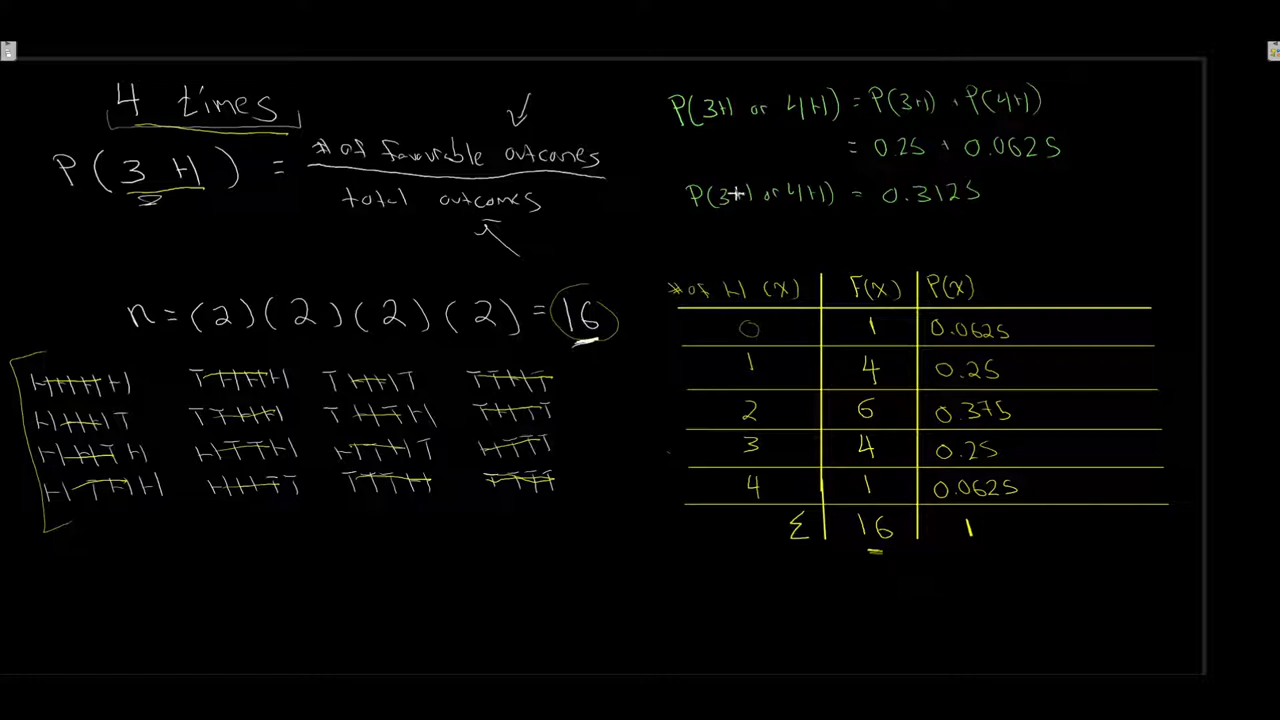 4 times
P(3 H) = # of favourable outcomes
total outcomes
n = (2)(2)(2)(2) = 16
HHHH THHH THHT TTHT
HHHT TTHH THTH TTTT
HHTH HTTH HTHT HTTT
HTHH HHTT TTTH
P(3H or 4H) = P(3H) + P(4H)
= 0.25 + 0.0625
P(3H or 4H) = 0.3125
# of H (x) F(x) P(x)
0 1 0.0625
1 4 0.25
2 6 0.375
3 4 0.25
4 1 0.0625
Σ 16 1